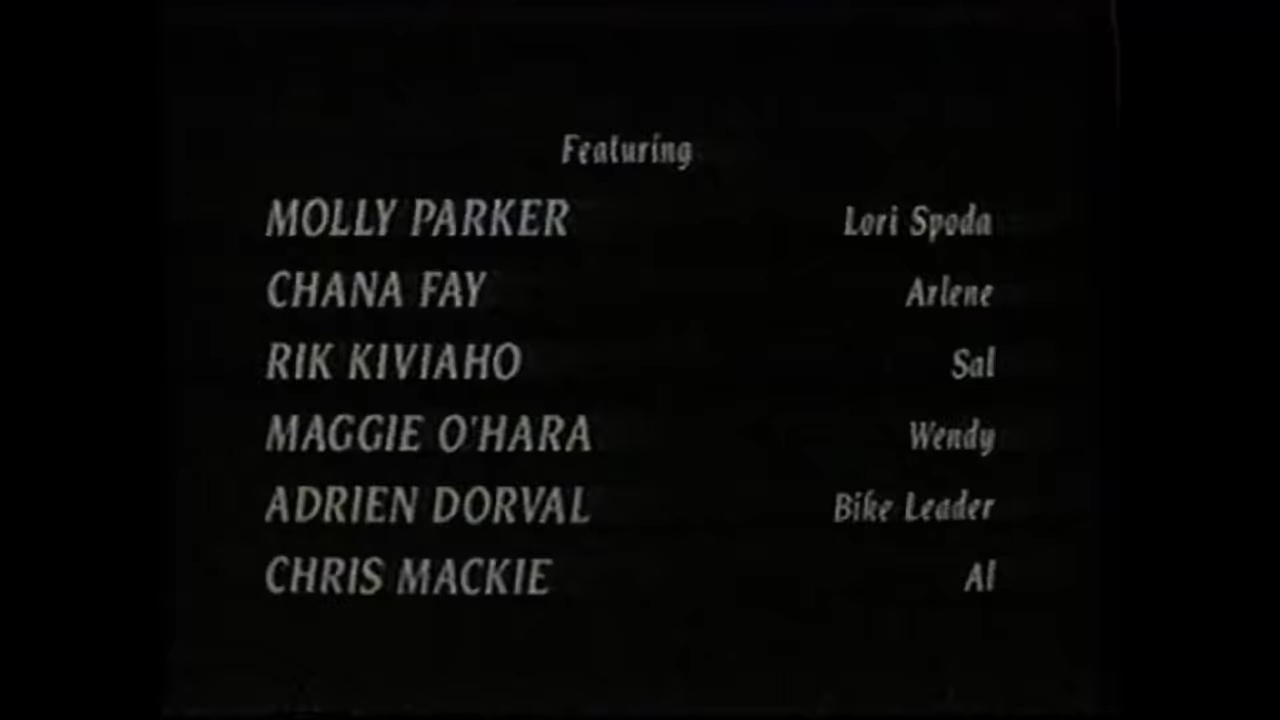 Featuring
MOLLY PARKER Lori Spoda
CHANA FAY Arlene
RIK KIVIAHO Sal
MAGGIE O'HARA Wendy
ADRIEN DORVAL Bike Leader
CHRIS MACKIE Al